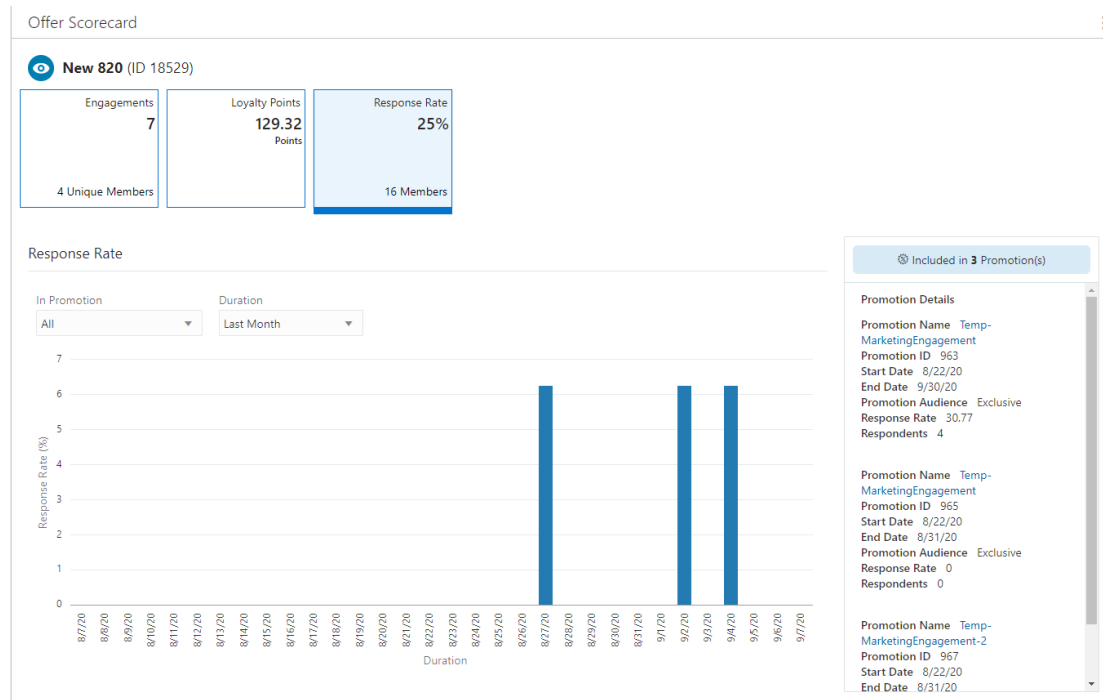 Offer Scorecard
New 820 (ID 18529)
Engagements
7
4 Unique Members
Loyalty Points
129.32
Points
Response Rate
25%
16 Members
Response Rate
In Promotion
All
Duration
Last Month
7
6
5
4
3
2
1
0
Response Rate (%)
8/7/20
8/8/20
8/9/20
8/10/20
8/11/20
8/12/20
8/13/20
8/14/20
8/15/20
8/16/20
8/17/20
8/18/20
8/19/20
8/20/20
8/21/20
8/22/20
8/23/20
8/24/20
8/25/20
8/26/20
8/27/20
8/28/20
8/29/20
8/30/20
8/31/20
9/1/20
9/2/20
9/3/20
9/4/20
9/5/20
9/6/20
9/7/20
Duration
Included in 3 Promotion(s)
Promotion Details
Promotion Name Temp-
MarketingEngagement
Promotion ID 963
Start Date 8/22/20
End Date 9/30/20
Promotion Audience Exclusive
Response Rate 30.77
Respondents 4
Promotion Name Temp-
MarketingEngagement
Promotion ID 965
Start Date 8/22/20
End Date 8/31/20
Promotion Audience Exclusive
Response Rate 0
Respondents 0
Promotion Name Temp-
MarketingEngagement-2
Promotion ID 967
Start Date 8/22/20
End Date 8/31/20